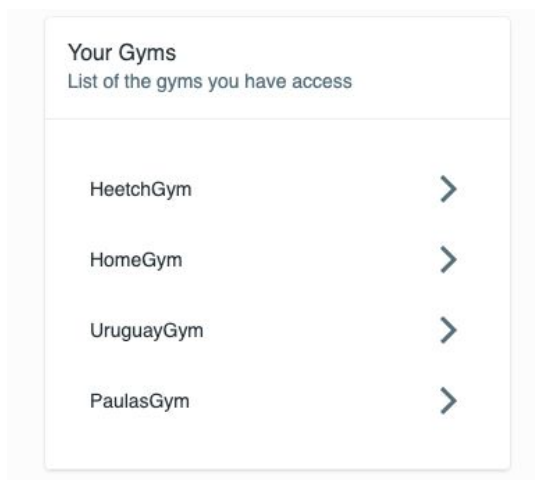 Your Gyms
List of the gyms you have access
HeetchGym
HomeGym
UruguayGym
PaulasGym